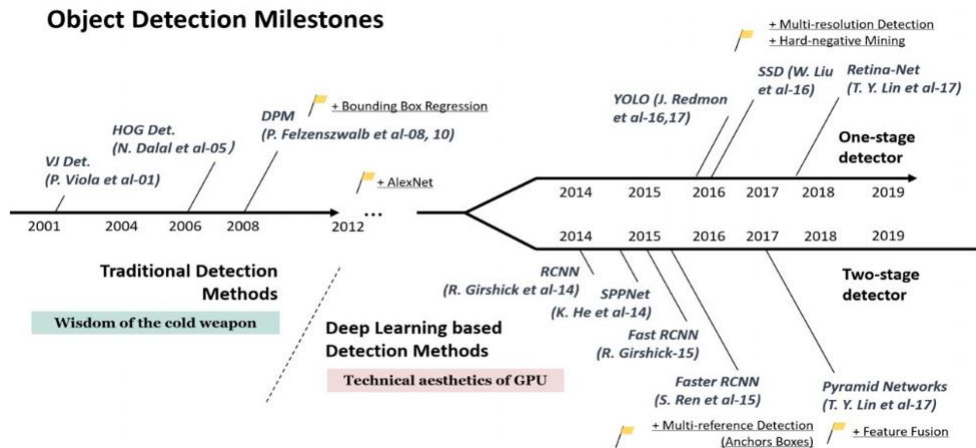 Object Detection Milestones
+ Multi-resolution Detection
+ Hard-negative Mining
SSD (W. Liu
et al-16)
Retina-Net
(T. Y. Lin et al-17)
YOLO (J. Redmon
et al-16,17)
+ Bounding Box Regression
DPM
(P. Felzenszwalb et al-08, 10)
HOG Det.
(N. Dalal et al-05)
VJ Det.
(P. Viola et al-01)
One-stage
detector
+ AlexNet
...
2014 2015 2016 2017 2018 2019
2001 2004 2006 2008 2012
2014 2015 2016 2017 2018 2019
Traditional Detection
Methods
Wisdom of the cold weapon
RCNN
(R. Girshick et al-14)
SPPNet
(K. He et al-14)
Two-stage
detector
Deep Learning based
Detection Methods
Technical aesthetics of GPU
Fast RCNN
(R. Girshick-15)
Faster RCNN
(S. Ren et al-15)
Pyramid Networks
(T. Y. Lin et al-17)
+ Multi-reference Detection
(Anchors Boxes)
+ Feature Fusion